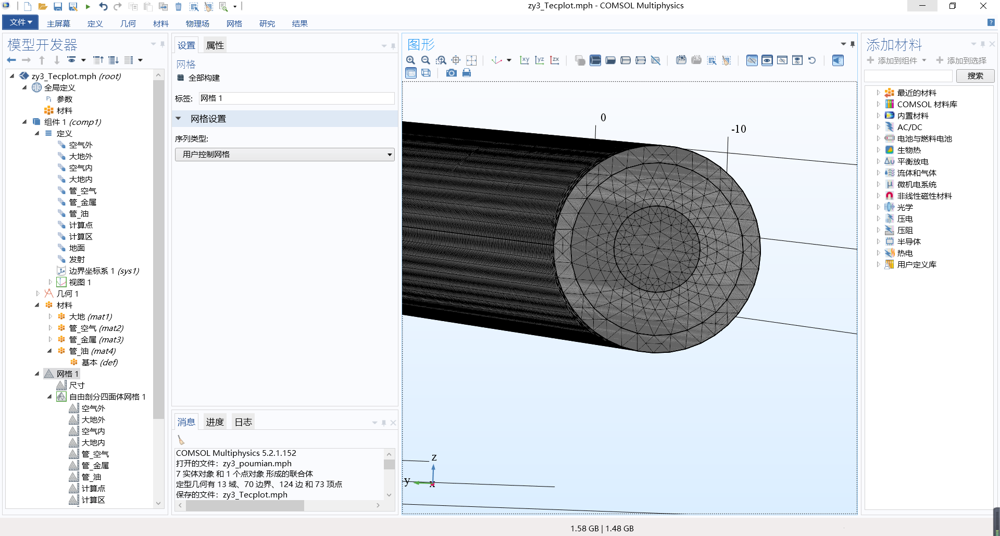 zy3_Tecplot.mph - COMSOL Multiphysics
文件 主屏幕 定义 几何 材料 物理场 网格 研究 结果
模型开发器
zy3_Tecplot.mph (root)
全局定义
Pi 参数
材料
组件 1 (comp1)
定义
空气外
大地外
空气内
大地内
管_空气
管_金属
管_油
计算点
计算区
地面
发射
边界坐标系 1 (sys1)
视图 1
几何 1
材料
大地 (mat1)
管_空气 (mat2)
管_金属 (mat3)
管_油 (mat4)
基本 (def)
网格 1
尺寸
自由剖分四面体网格 1
空气外
大地外
空气内
大地内
管_空气
管_金属
管_油
计算点
计算区
设置 属性
网格
全部构建
标签: 网格 1
网格设置
序列类型:
用户控制网格
消息 进度 日志
COMSOL Multiphysics 5.2.1.152
打开的文件: zy3_poumian.mph
7 实体对象 和 1 个点对象 形成的联合体
定型几何有 13 域、70 边界、124 边 和 73 顶点
保存的文件: zy3_Tecplot.mph
图形
xy yz zx
0
-10
z
y
x
添加材料
添加到组件 添加到选择
搜索
最近的材料
COMSOL 材料库
内置材料
AC/DC
电池与燃料电池
生物热
平衡放电
流体和气体
微机电系统
非线性磁性材料
光学
压电
压阻
半导体
热电
用户定义库
1.58 GB | 1.48 GB